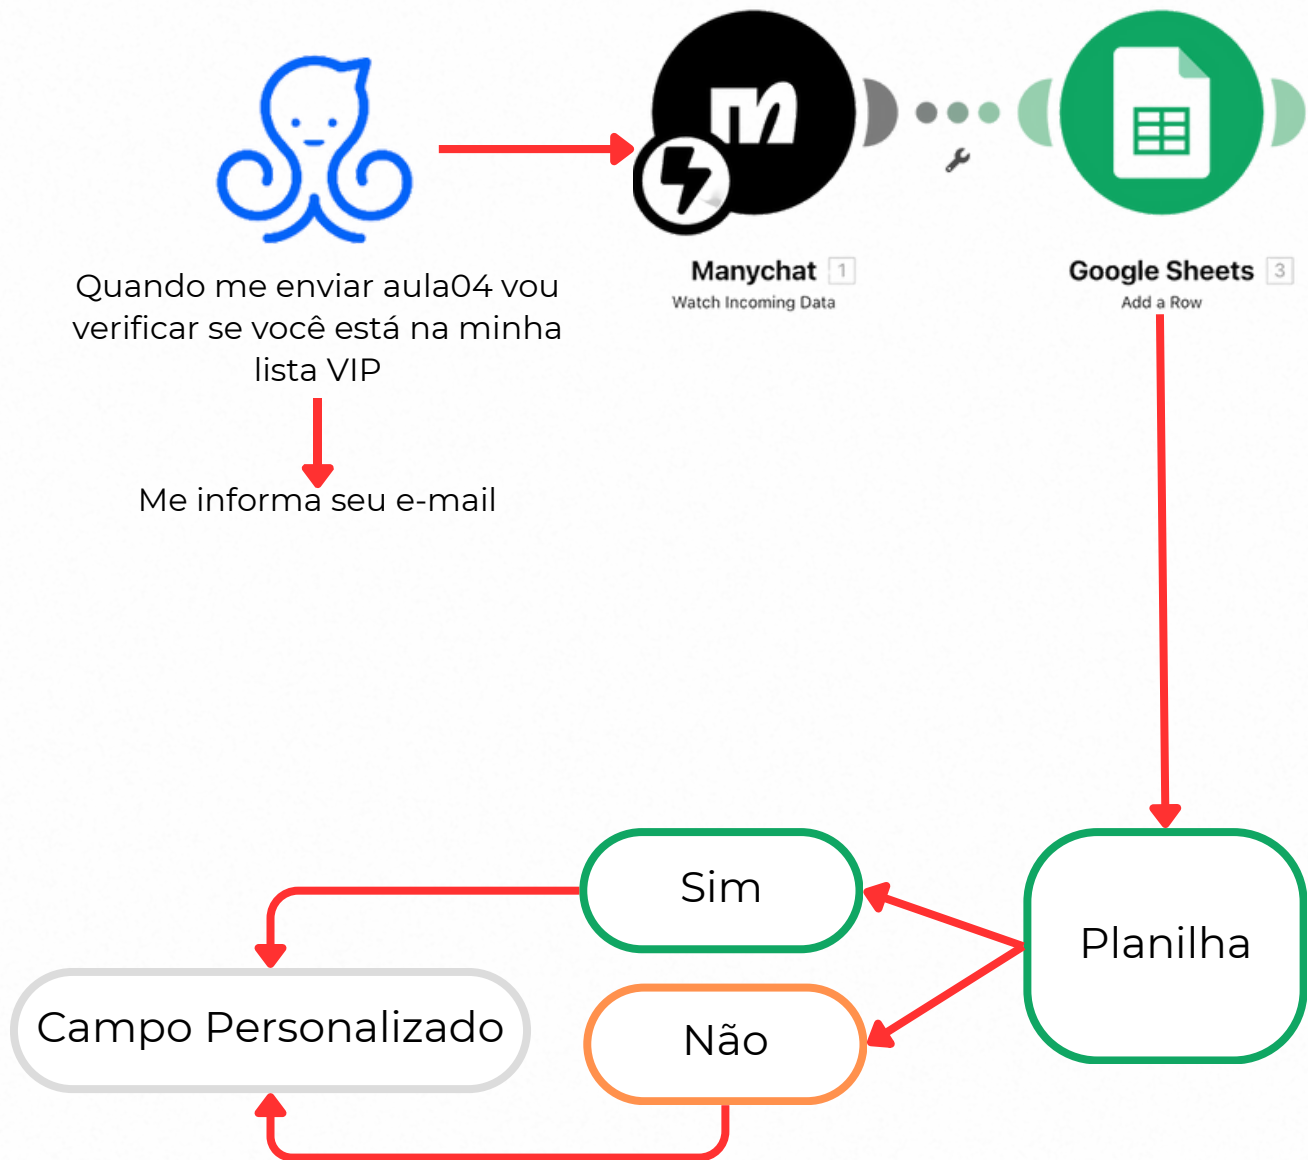 Quando me enviar aula04 vou
verificar se você está na minha
lista VIP
Me informa seu e-mail
Manychat 1
Watch Incoming Data
Google Sheets 3
Add a Row
Sim
Planilha
Campo Personalizado
Não